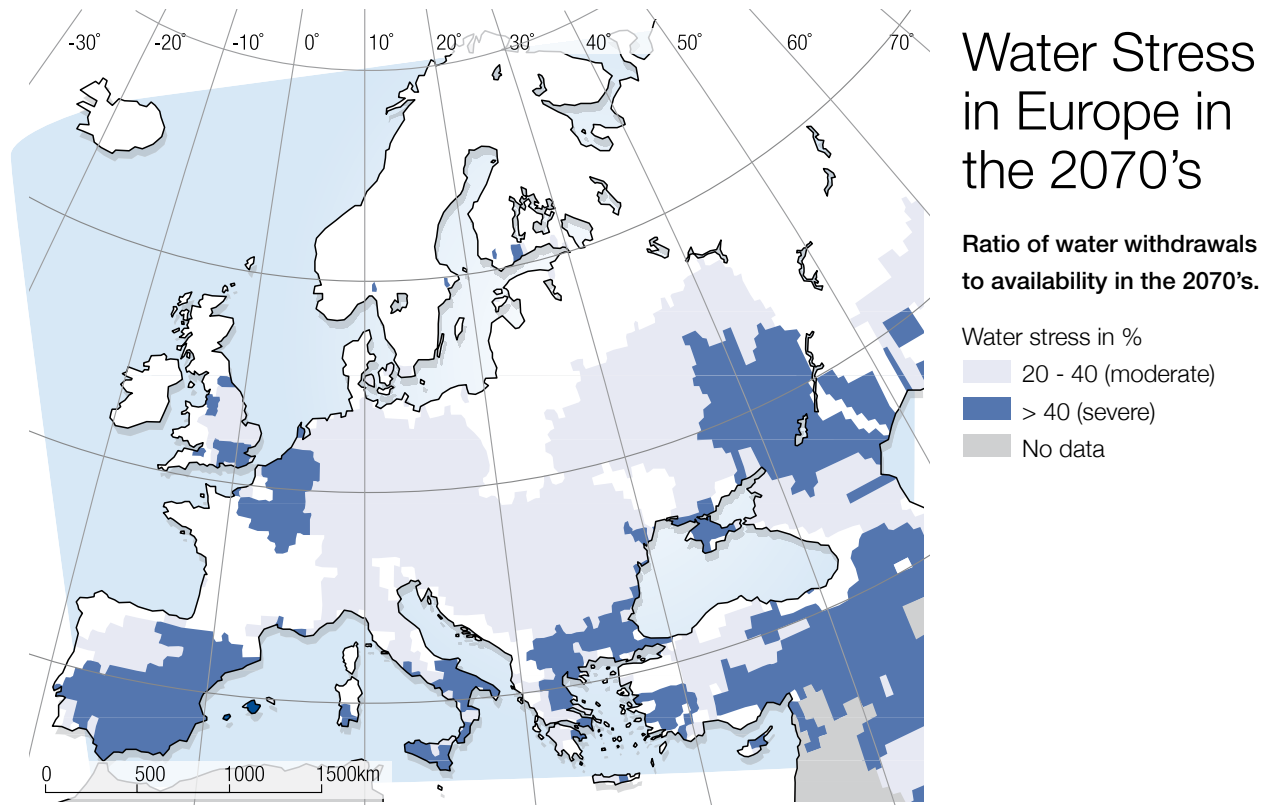 -30° -20° -10° 0° 10° 20° 30° 40° 50° 60° 70°
Water Stress
in Europe in
the 2070's
Ratio of water withdrawals
to availability in the 2070's.
Water stress in %
20 - 40 (moderate)
> 40 (severe)
No data
0 500 1000 1500km